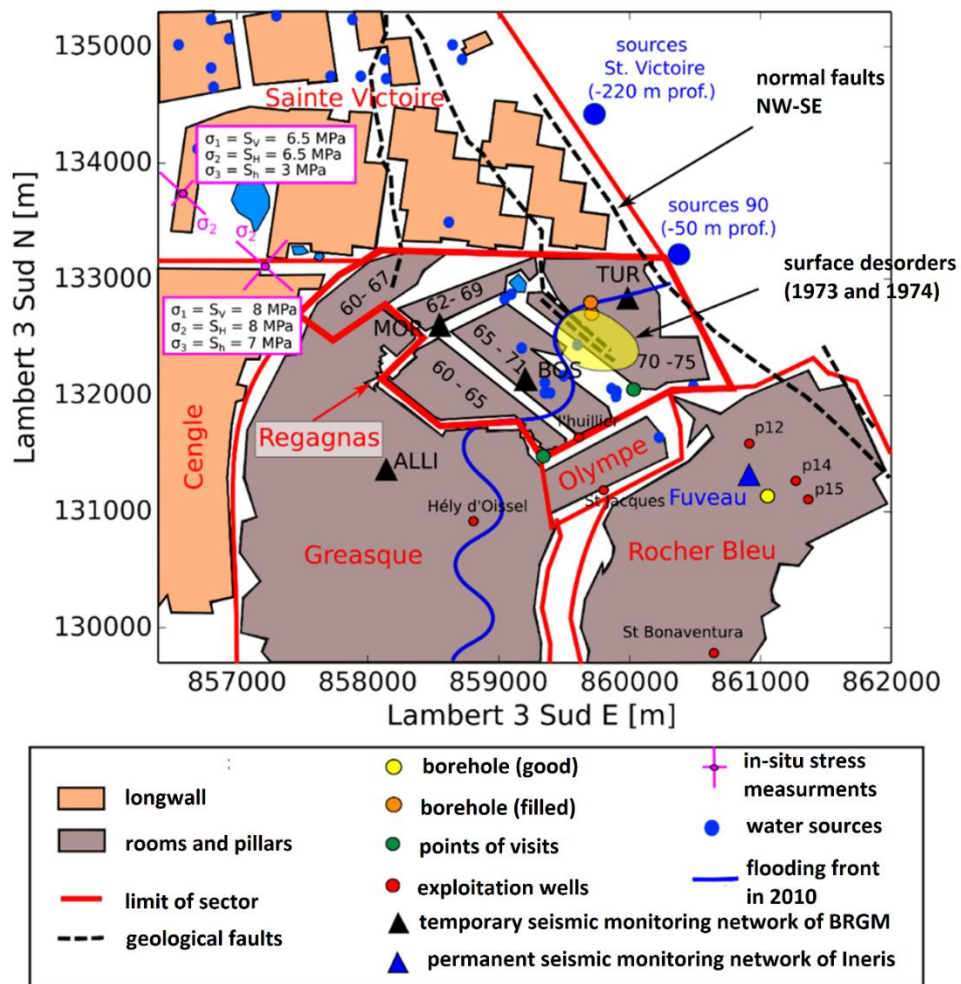 135000
134000
133000
132000
131000
130000
Lambert 3 Sud N [m]
857000 858000 859000 860000 861000 862000
Lambert 3 Sud E [m]
sources
St. Victoire
(-220 m prof.)
normal faults
NW-SE
Sainte Victoire
σ₁ = Sᵥ = 6.5 MPa
σ₂ = S_H = 6.5 MPa
σ₃ = Sₕ = 3 MPa
σ₂
σ₂
sources 90
(-50 m prof.)
surface desorders
(1973 and 1974)
σ₁ = Sᵥ 8 MPa
σ₂ = S_H = 8 MPa
σ₃ = Sₕ = 7 MPa
60- 67
62- 69
TUR
MOR
65 - 71
BOS
70 -75
60 - 65
Cengle
Regagnas
l'huillier
p12
ALLI
Olympe
p14
Fuveau
p15
Hély d'Oissel
St Jacques
Greasque
Rocher Bleu
St Bonaventura
longwall
rooms and pillars
limit of sector
geological faults
borehole (good)
borehole (filled)
points of visits
exploitation wells
temporary seismic monitoring network of BRGM
permanent seismic monitoring network of Ineris
in-situ stress
measurments
water sources
flooding front
in 2010